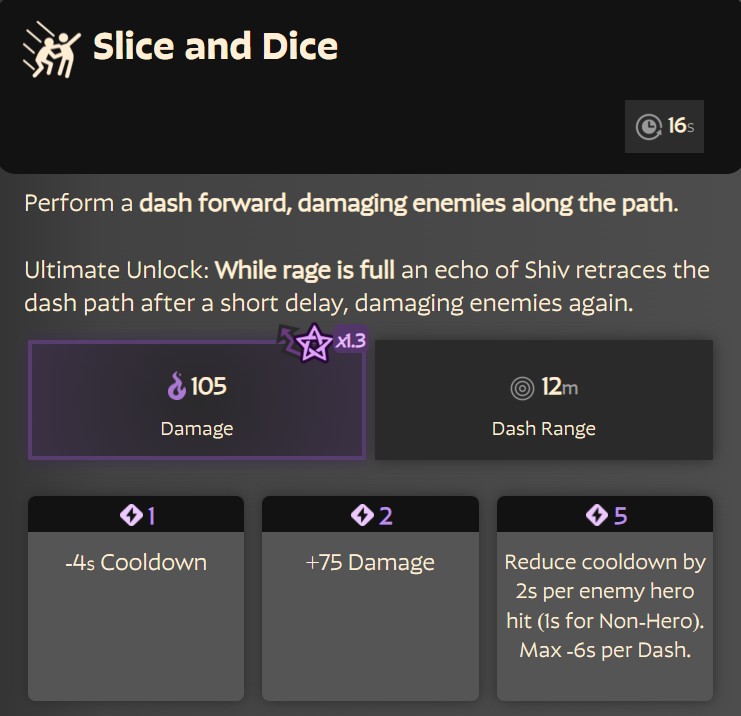 Slice and Dice
16s
Perform a dash forward, damaging enemies along the path.
Ultimate Unlock: While rage is full an echo of Shiv retraces the
dash path after a short delay, damaging enemies again.
x1.3
105
Damage
12m
Dash Range
1
-4s Cooldown
2
+75 Damage
5
Reduce cooldown by
2s per enemy hero
hit (1s for Non-Hero).
Max -6s per Dash.